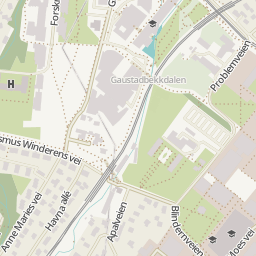 Forsk
Problemveien
Gaustadbekkdalen
H
smus Winderens vei
Anne Maries vei
Havna allé
Apalveien
Blindernveien
Moes vei